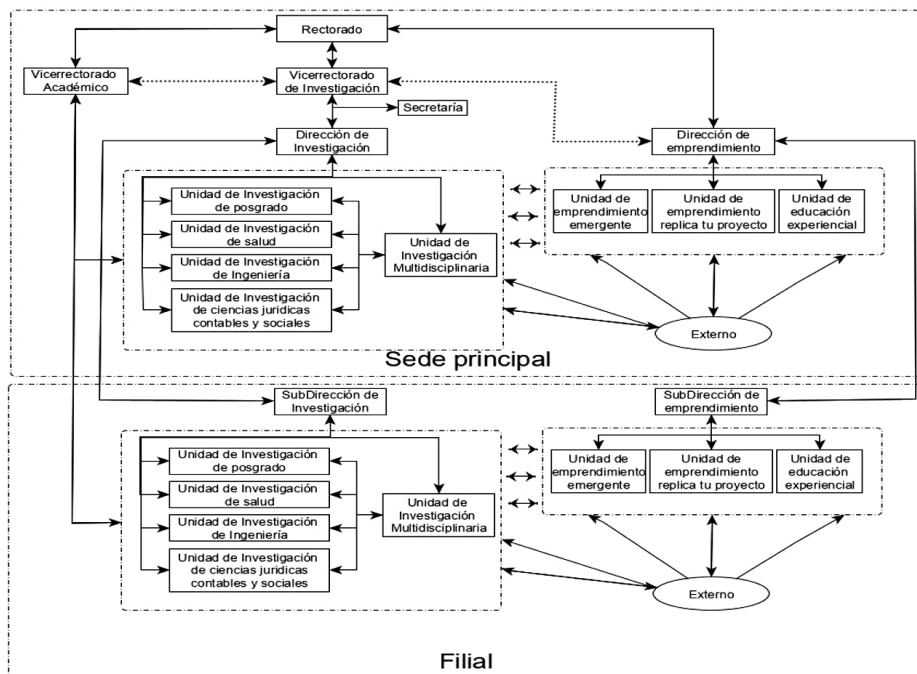 Rectorado
Vicerrectorado
Académico
Vicerrectorado
de Investigación
Secretaría
Dirección de
Investigación
Dirección de
emprendimiento
Unidad de Investigación
de posgrado
Unidad de Investigación
de salud
Unidad de Investigación
de Ingeniería
Unidad de Investigación
de ciencias juridicas
contables y sociales
Unidad de
Investigación
Multidisciplinaria
Unidad de
emprendimiento
emergente
Unidad de
emprendimiento
replica tu proyecto
Unidad de
educación
experiencial
Externo
Sede principal
SubDirección de
Investigación
SubDirección de
emprendimiento
Unidad de Investigación
de posgrado
Unidad de Investigación
de salud
Unidad de Investigación
de Ingeniería
Unidad de Investigación
de ciencias juridicas
contables y sociales
Unidad de
Investigación
Multidisciplinaria
Unidad de
emprendimiento
emergente
Unidad de
emprendimiento
replica tu proyecto
Unidad de
educación
experiencial
Externo
Filial